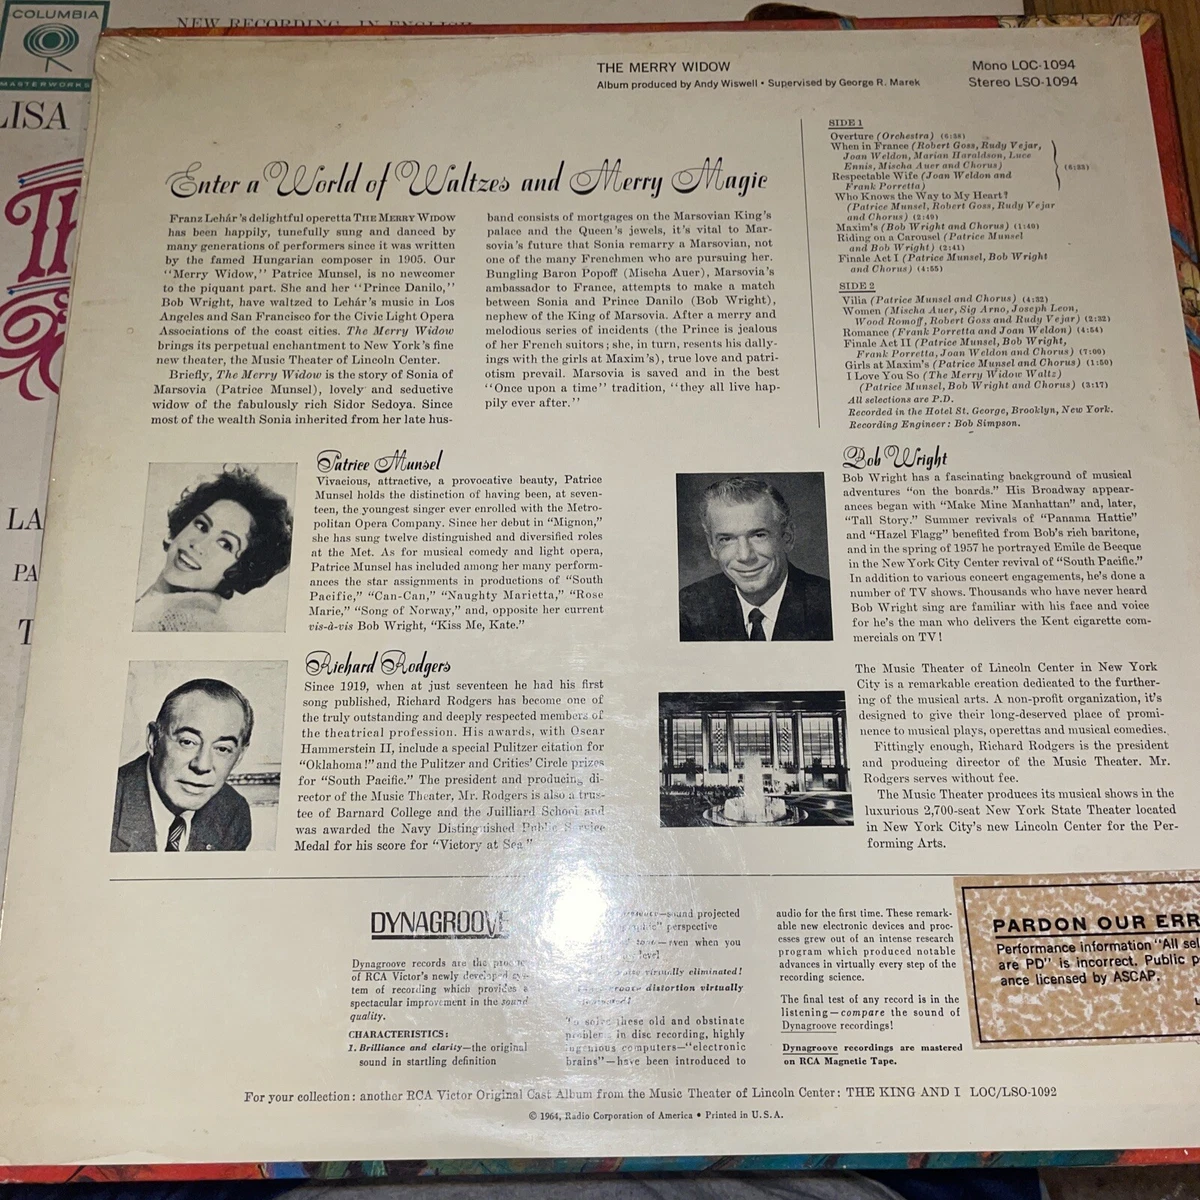 COLUMBIA
MASTERWORKS
NEW RECORDING IN ENGLISH
LISA
LA
PA
T
THE MERRY WIDOW
Album produced by Andy Wiswell • Supervised by George R. Marek
Mono LOC-1094
Stereo LSO-1094
Enter a World of Waltzes and Merry Magic
Franz Lehár's delightful operetta THE MERRY WIDOW
has been happily, tunefully sung and danced by
many generations of performers since it was written
by the famed Hungarian composer in 1905. Our
"Merry Widow," Patrice Munsel, is no newcomer
to the piquant part. She and her "Prince Danilo,"
Bob Wright, have waltzed to Lehár's music in Los
Angeles and San Francisco for the Civic Light Opera
Associations of the coast cities. The Merry Widow
brings its perpetual enchantment to New York's fine
new theater, the Music Theater of Lincoln Center.
Briefly, The Merry Widow is the story of Sonia of
Marsovia (Patrice Munsel), lovely and seductive
widow of the fabulously rich Sidor Sedoya. Since
most of the wealth Sonia inherited from her late hus-
band consists of mortgages on the Marsovian King's
palace and the Queen's jewels, it's vital to Mar-
sovia's future that Sonia remarry a Marsovian, not
one of the many Frenchmen who are pursuing her.
Bungling Baron Popoff (Mischa Auer), Marsovia's
ambassador to France, attempts to make a match
between Sonia and Prince Danilo (Bob Wright),
nephew of the King of Marsovia. After a merry and
melodious series of incidents (the Prince is jealous
of her French suitors; she, in turn, resents his dally-
ings with the girls at Maxim's), true love and patri-
otism prevail. Marsovia is saved and in the best
"Once upon a time" tradition, "they all live hap-
pily ever after."
SIDE 1
Overture (Orchestra) (6:38)
When in France (Robert Goss, Rudy Vejar,
Joan Weldon, Marian Haraldson, Luce
Ennis, Mischa Auer and Chorus)
Respectable Wife (Joan Weldon and
Frank Porretta)
(6:33)
Who Knows the Way to My Heart?
(Patrice Munsel, Robert Goss, Rudy Vejar
and Chorus) (2:49)
Maxim's (Bob Wright and Chorus) (1:40)
Riding on a Carousel (Patrice Munsel
and Bob Wright) (2:41)
Finale Act I (Patrice Munsel, Bob Wright
and Chorus) (4:55)
SIDE 2
Vilia (Patrice Munsel and Chorus) (4:32)
Women (Mischa Auer, Sig Arno, Joseph Leon,
Wood Romoff, Robert Goss and Rudy Vejar) (2:32)
Romance (Frank Porretta and Joan Weldon) (4:54)
Finale Act II (Patrice Munsel, Bob Wright,
Frank Porretta, Joan Weldon and Chorus) (7:00)
Girls at Maxim's (Patrice Munsel and Chorus) (1:50)
I Love You So (The Merry Widow Waltz)
(Patrice Munsel, Bob Wright and Chorus) (3:17)
All selections are P.D.
Recorded in the Hotel St. George, Brooklyn, New York.
Recording Engineer: Bob Simpson.
Patrice Munsel
Vivacious, attractive, a provocative beauty, Patrice
Munsel holds the distinction of having been, at seven-
teen, the youngest singer ever enrolled with the Metro-
politan Opera Company. Since her debut in "Mignon,"
she has sung twelve distinguished and diversified roles
at the Met. As for musical comedy and light opera,
Patrice Munsel has included among her many perform-
ances the star assignments in productions of "South
Pacific," "Can-Can," "Naughty Marietta," "Rose
Marie," "Song of Norway," and, opposite her current
vis-à-vis Bob Wright, "Kiss Me, Kate."
Bob Wright
Bob Wright has a fascinating background of musical
adventures "on the boards." His Broadway appear-
ances began with "Make Mine Manhattan" and, later,
"Tall Story." Summer revivals of "Panama Hattie"
and "Hazel Flagg" benefited from Bob's rich baritone,
and in the spring of 1957 he portrayed Emile de Becque
in the New York City Center revival of "South Pacific."
In addition to various concert engagements, he's done a
number of TV shows. Thousands who have never heard
Bob Wright sing are familiar with his face and voice
for he's the man who delivers the Kent cigarette com-
mercials on TV!
Richard Rodgers
Since 1919, when at just seventeen he had his first
song published, Richard Rodgers has become one of
the truly outstanding and deeply respected members of
the theatrical profession. His awards, with Oscar
Hammerstein II, include a special Pulitzer citation for
"Oklahoma!" and the Pulitzer and Critics' Circle prizes
for "South Pacific." The president and producing di-
rector of the Music Theater, Mr. Rodgers is also a trus-
tee of Barnard College and the Juilliard School and
was awarded the Navy Distinguished Public Service
Medal for his score for "Victory at Sea."
The Music Theater of Lincoln Center in New York
City is a remarkable creation dedicated to the further-
ing of the musical arts. A non-profit organization, it's
designed to give their long-deserved place of promi-
nence to musical plays, operettas and musical comedies.
Fittingly enough, Richard Rodgers is the president
and producing director of the Music Theater. Mr.
Rodgers serves without fee.
The Music Theater produces its musical shows in the
luxurious 2,700-seat New York State Theater located
in New York City's new Lincoln Center for the Per-
forming Arts.
DYNAGROOVE
Dynagroove records are the
of RCA Victor's newly developed sys-
tem of recording which provides a
spectacular improvement in the sound
quality.
CHARACTERISTICS:
1. Brilliance and clarity—the original
sound in startling definition
—sound projected
perspective
—even when you
level
virtually eliminated!
groove distortion virtually
To solve these old and obstinate
problems in disc recording, highly
ingenious computers—"electronic
brains"—have been introduced to
audio for the first time. These remark-
able new electronic devices and proc-
esses grew out of an intense research
program which produced notable
advances in virtually every step of the
recording science.
The final test of any record is in the
listening—compare the sound of
Dynagroove recordings!
Dynagroove recordings are mastered
on RCA Magnetic Tape.
PARDON OUR ERR
Performance information "All sel
are PD" is incorrect. Public p
ance licensed by ASCAP.
For your collection: another RCA Victor Original Cast Album from the Music Theater of Lincoln Center: THE KING AND I LOC/LSO-1092
© 1964, Radio Corporation of America • Printed in U.S.A.